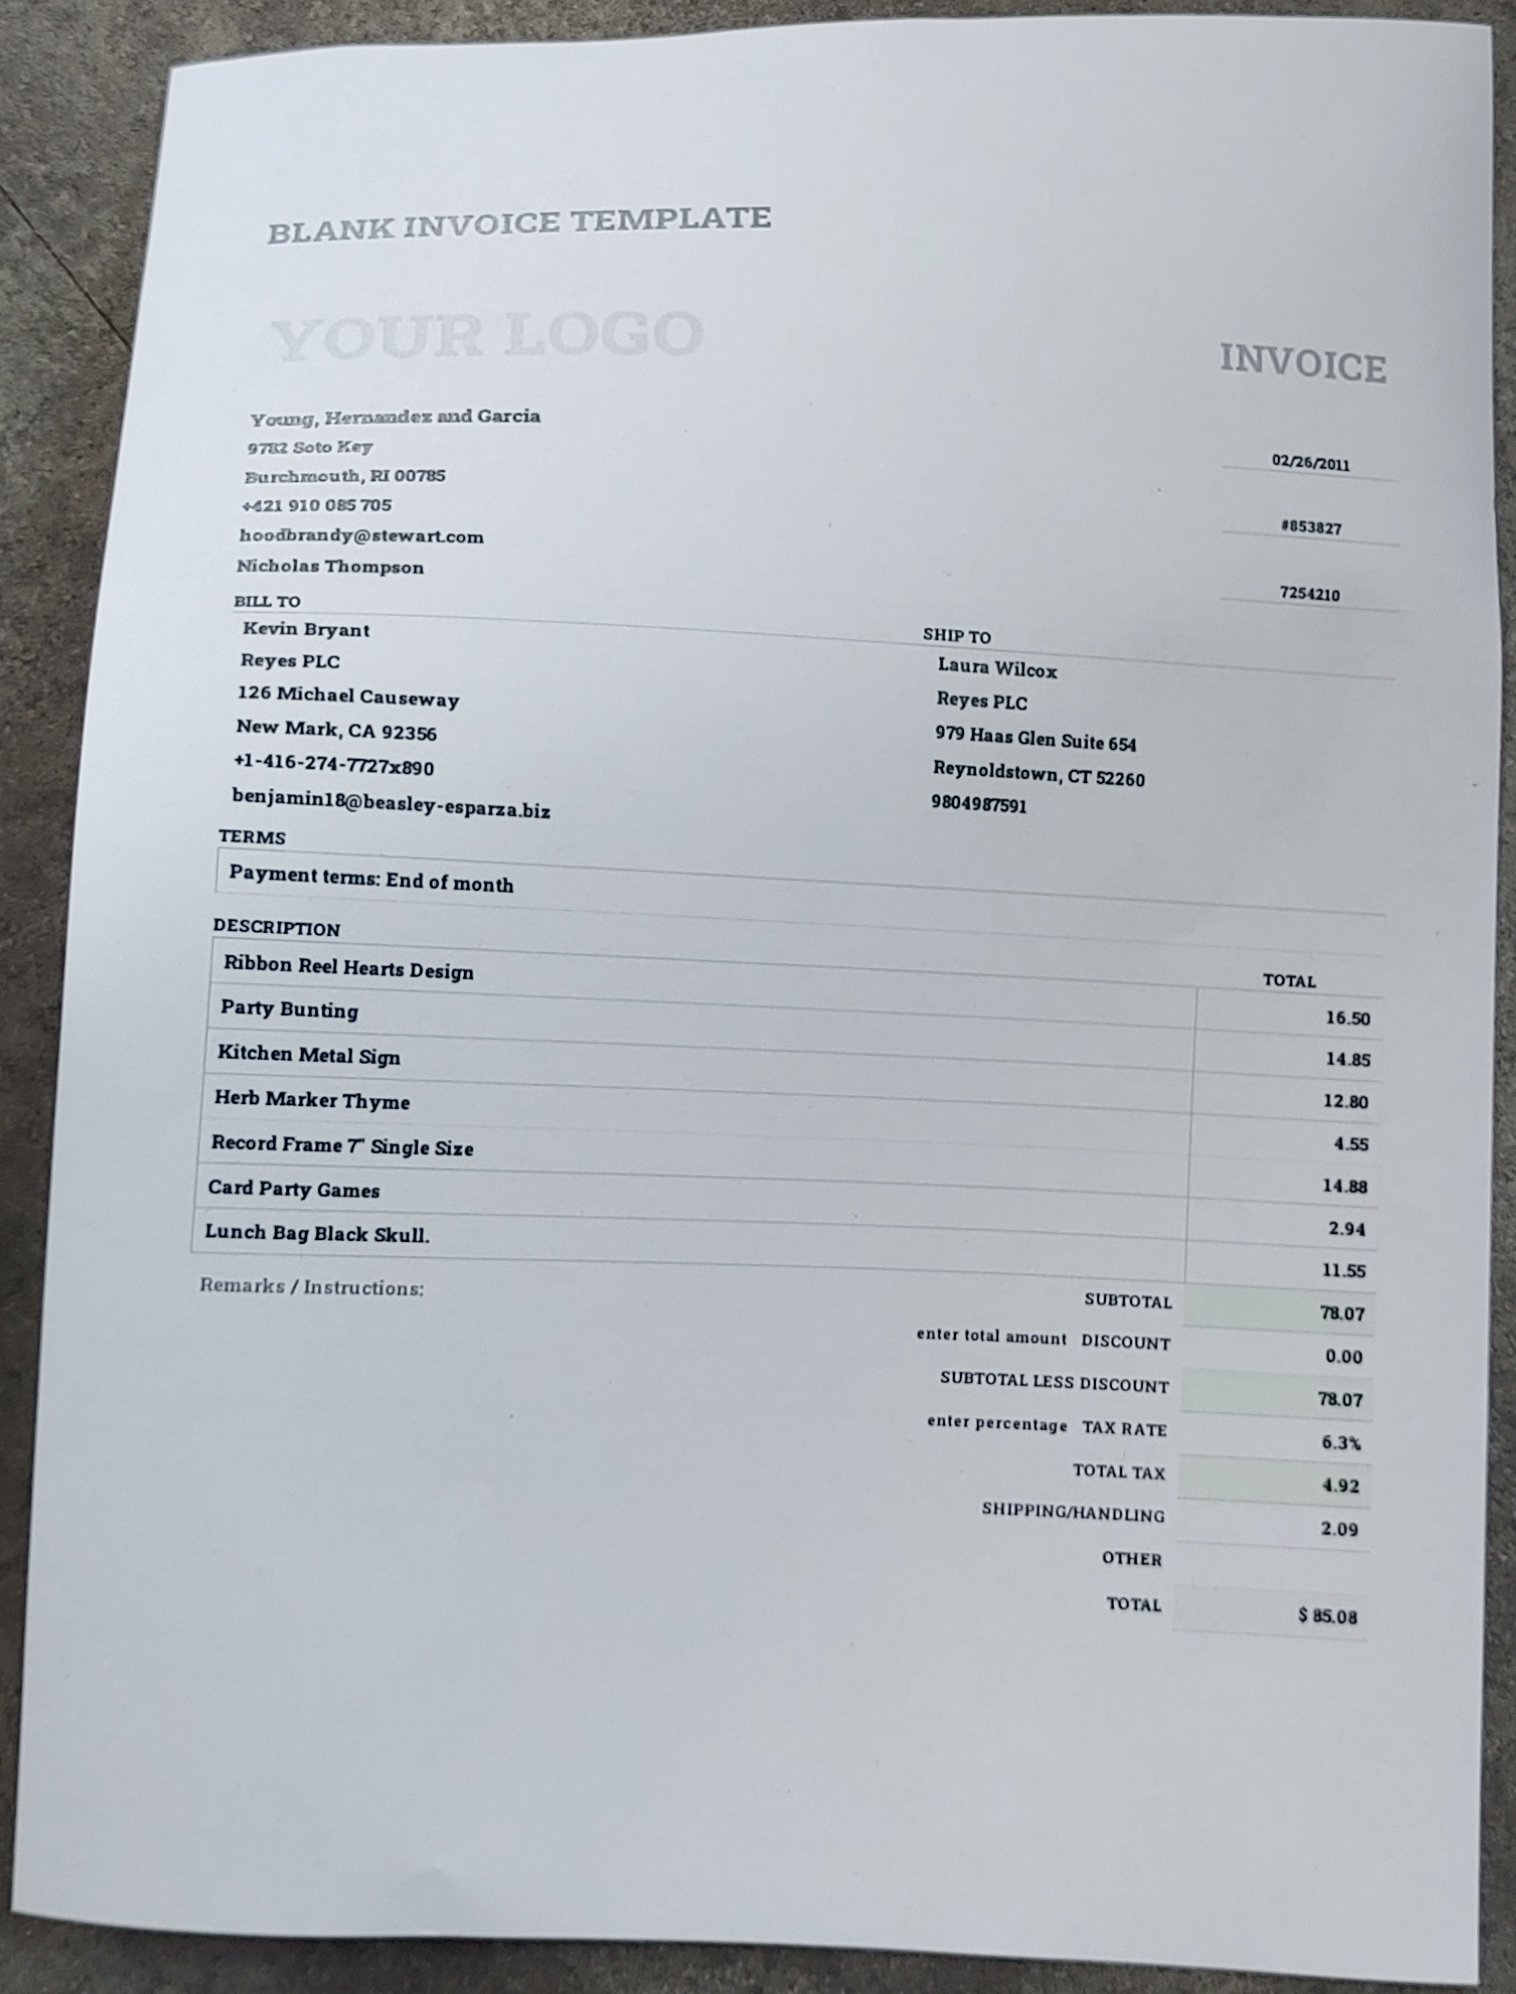 BLANK INVOICE TEMPLATE
YOUR LOGO
INVOICE
Young, Hernandez and Garcia
9782 Soto Key
Burchmouth, RI 00785
+421 910 085 705
hoodbrandy@stewart.com
Nicholas Thompson
02/26/2011
#853827
7254210
BILL TO
Kevin Bryant
Reyes PLC
126 Michael Causeway
New Mark, CA 92356
+1-416-274-7727x890
benjamin18@beasley-esparza.biz
SHIP TO
Laura Wilcox
Reyes PLC
979 Haas Glen Suite 654
Reynoldstown, CT 52260
9804987591
TERMS
Payment terms: End of month
DESCRIPTION TOTAL
Ribbon Reel Hearts Design 16.50
Party Bunting 14.85
Kitchen Metal Sign 12.80
Herb Marker Thyme 4.55
Record Frame 7" Single Size 14.88
Card Party Games 2.94
Lunch Bag Black Skull. 11.55
Remarks / Instructions:
SUBTOTAL 78.07
enter total amount DISCOUNT 0.00
SUBTOTAL LESS DISCOUNT 78.07
enter percentage TAX RATE 6.3%
TOTAL TAX 4.92
SHIPPING/HANDLING 2.09
OTHER
TOTAL $ 85.08